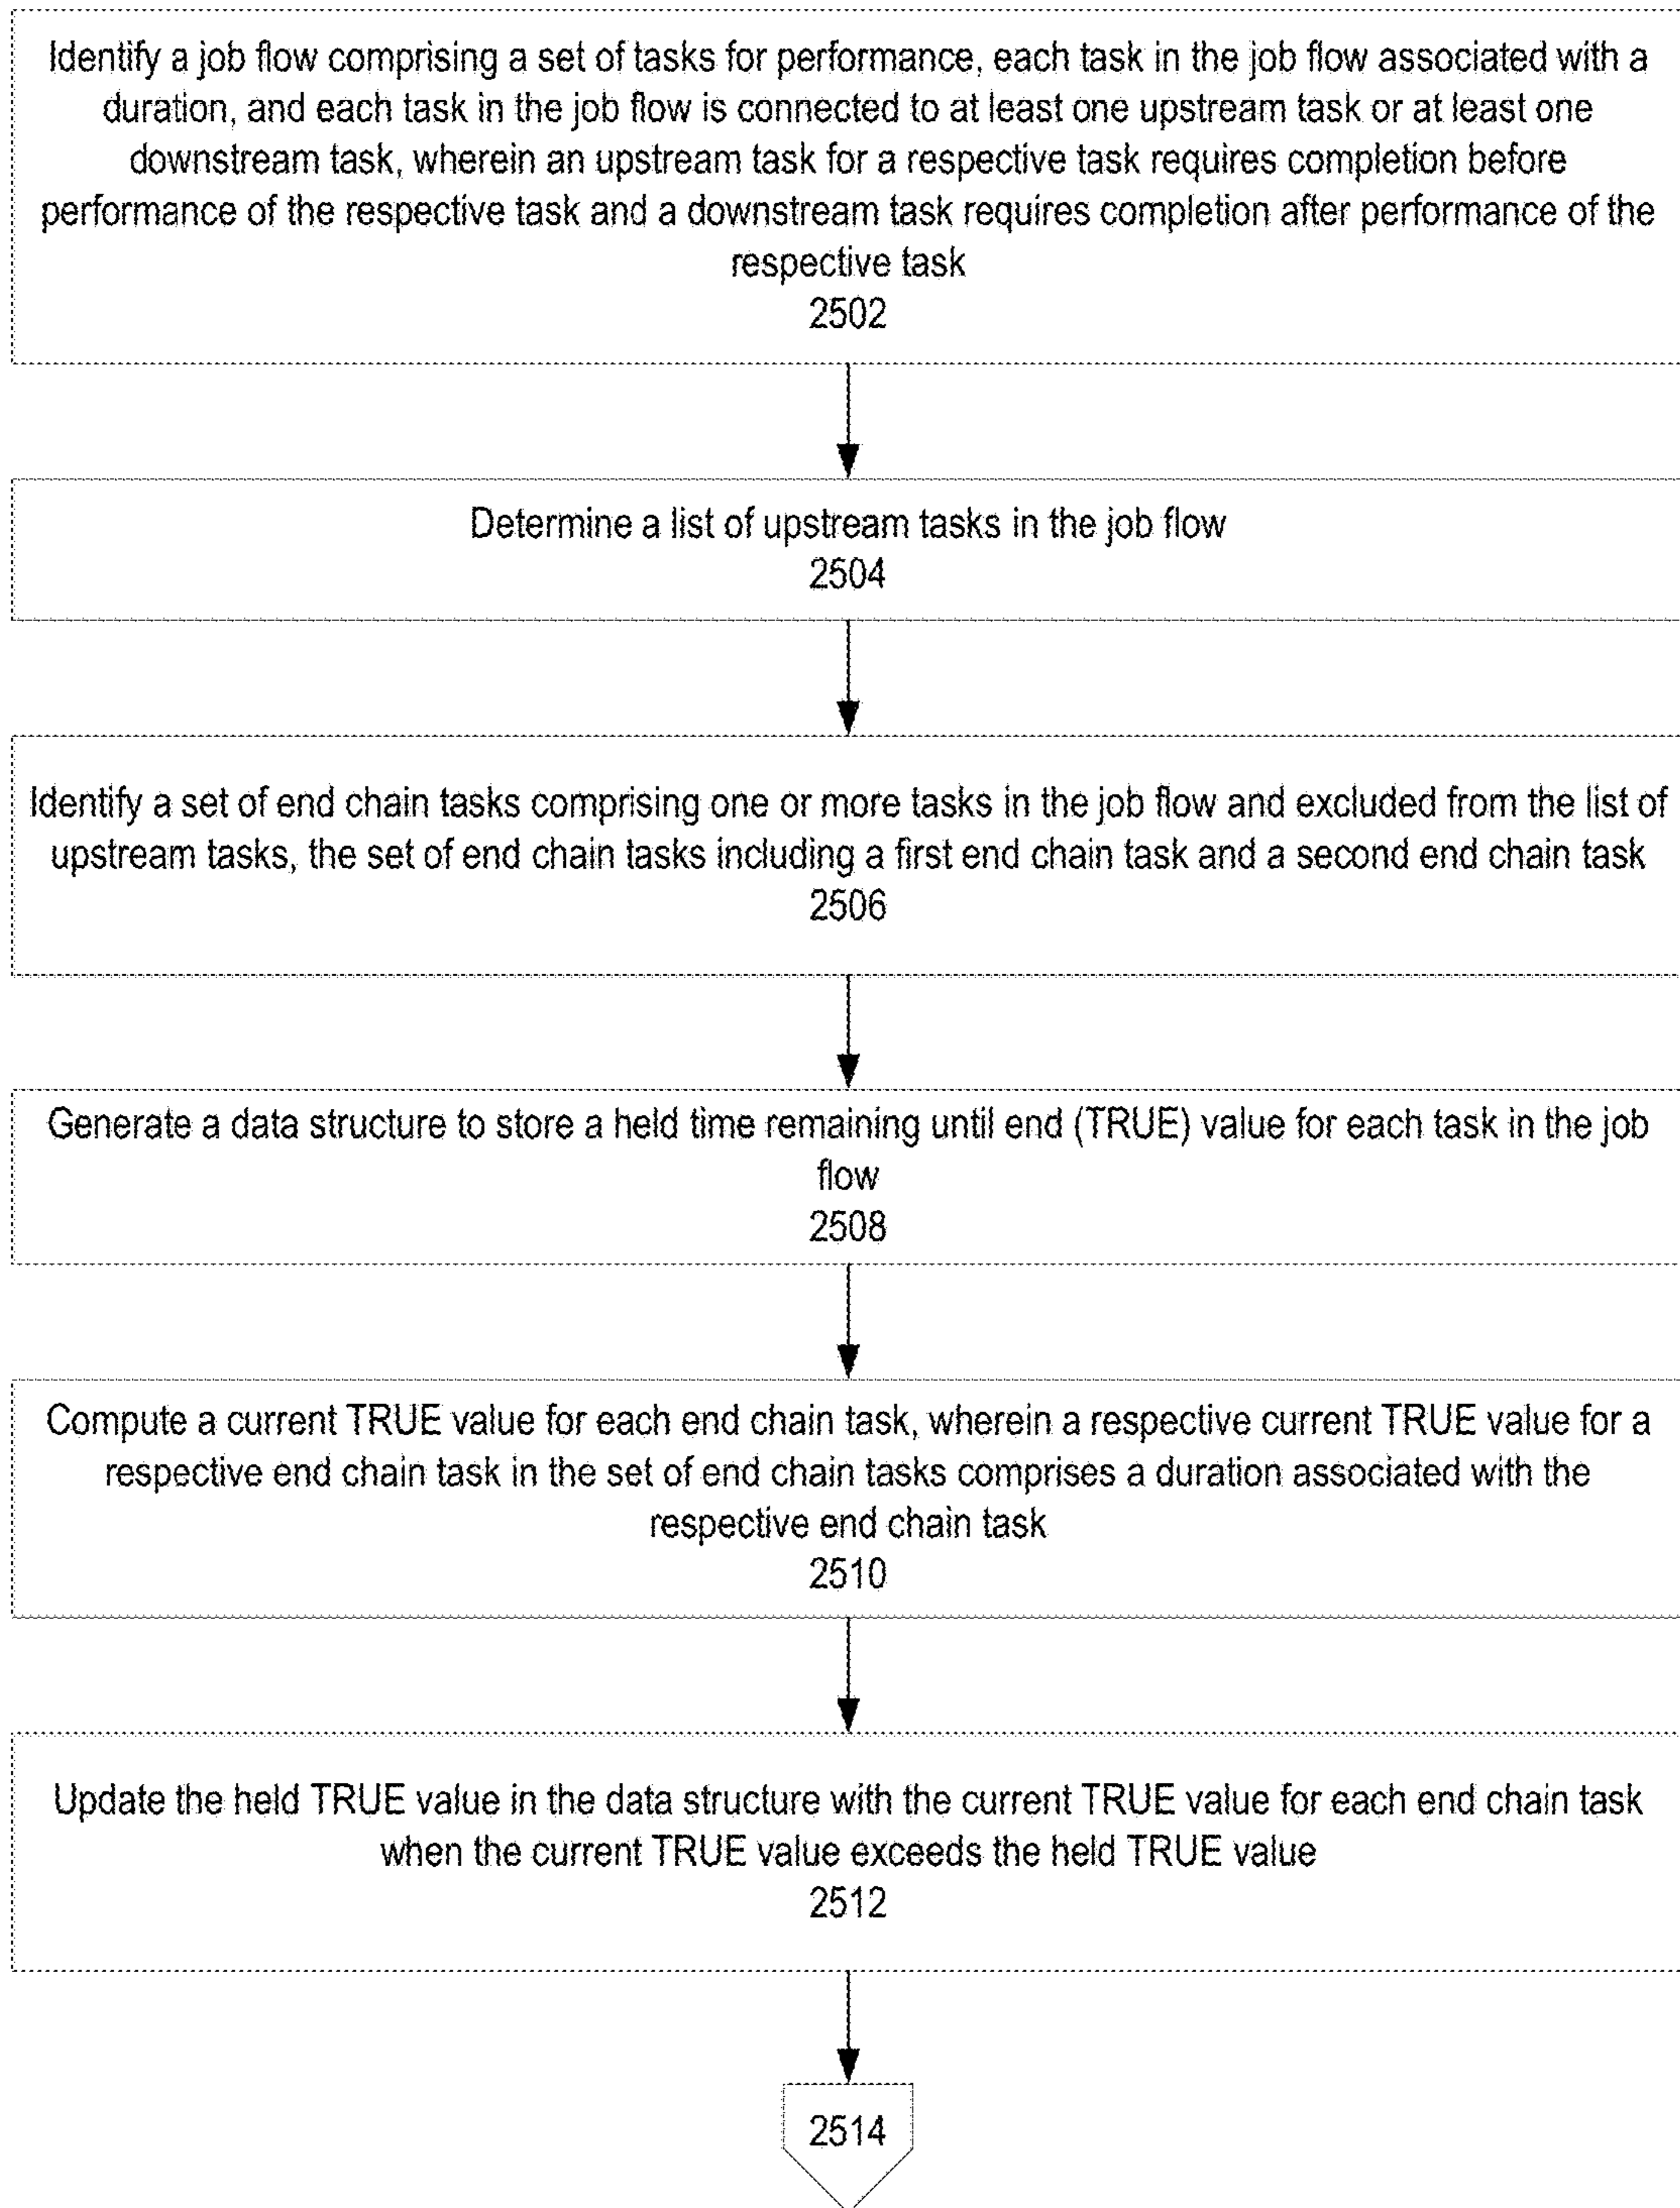 Identify a job flow comprising a set of tasks for performance, each task in the job flow associated with a
duration, and each task in the job flow is connected to at least one upstream task or at least one
downstream task, wherein an upstream task for a respective task requires completion before
performance of the respective task and a downstream task requires completion after performance of the
respective task
2502
Determine a list of upstream tasks in the job flow
2504
Identify a set of end chain tasks comprising one or more tasks in the job flow and excluded from the list of
upstream tasks, the set of end chain tasks including a first end chain task and a second end chain task
2506
Generate a data structure to store a held time remaining until end (TRUE) value for each task in the job
flow
2508
Compute a current TRUE value for each end chain task, wherein a respective current TRUE value for a
respective end chain task in the set of end chain tasks comprises a duration associated with the
respective end chain task
2510
Update the held TRUE value in the data structure with the current TRUE value for each end chain task
when the current TRUE value exceeds the held TRUE value
2512
2514